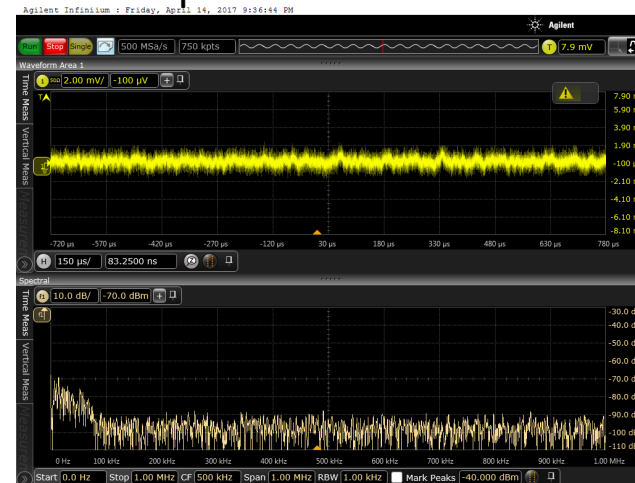 Agilent Infiniium : Friday, April 14, 2017 9:36:44 PM
Agilent
Run Stop Single 500 MSa/s 750 kpts T 7.9 mV
Waveform Area 1
1 50Ω 2.00 mV/ -100 µV +
Time Meas
Vertical Meas
T
7.90
5.90
3.90
1.90
-100 µ
-2.10
-4.10
-6.10
-8.10
-720 µs -570 µs -420 µs -270 µs -120 µs 30 µs 180 µs 330 µs 480 µs 630 µs 780 µs
H 150 µs/ 83.2500 ns
Spectral
f1 10.0 dB/ -70.0 dBm +
Time Meas
Vertical Meas
-30.0 d
-40.0 d
-50.0 d
-60.0 d
-70.0 d
-80.0 d
-90.0 d
-100 d
-110 d
0 Hz 100 kHz 200 kHz 300 kHz 400 kHz 500 kHz 600 kHz 700 kHz 800 kHz 900 kHz 1.00 MHz
Start 0.0 Hz Stop 1.00 MHz CF 500 kHz Span 1.00 MHz RBW 1.00 kHz Mark Peaks -40.000 dBm